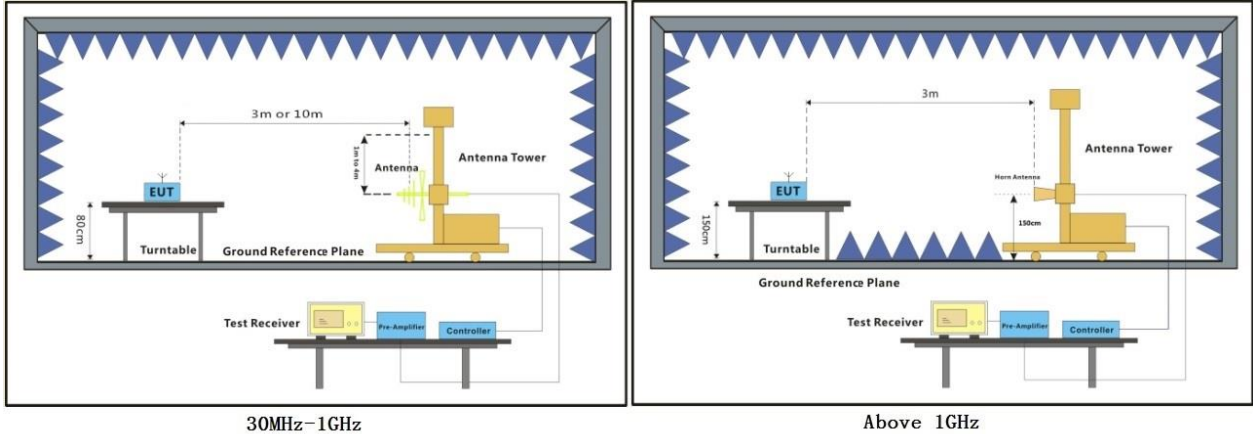 3m or 10m
1m to 4m
Antenna
Antenna Tower
EUT
80cm
Turntable
Ground Reference Plane
Test Receiver
Pre-Amplifier
Controller
30MHz-1GHz
3m
Antenna Tower
Horn Antenna
EUT
150cm
150cm
Turntable
Ground Reference Plane
Test Receiver
Pre-Amplifier
Controller
Above 1GHz